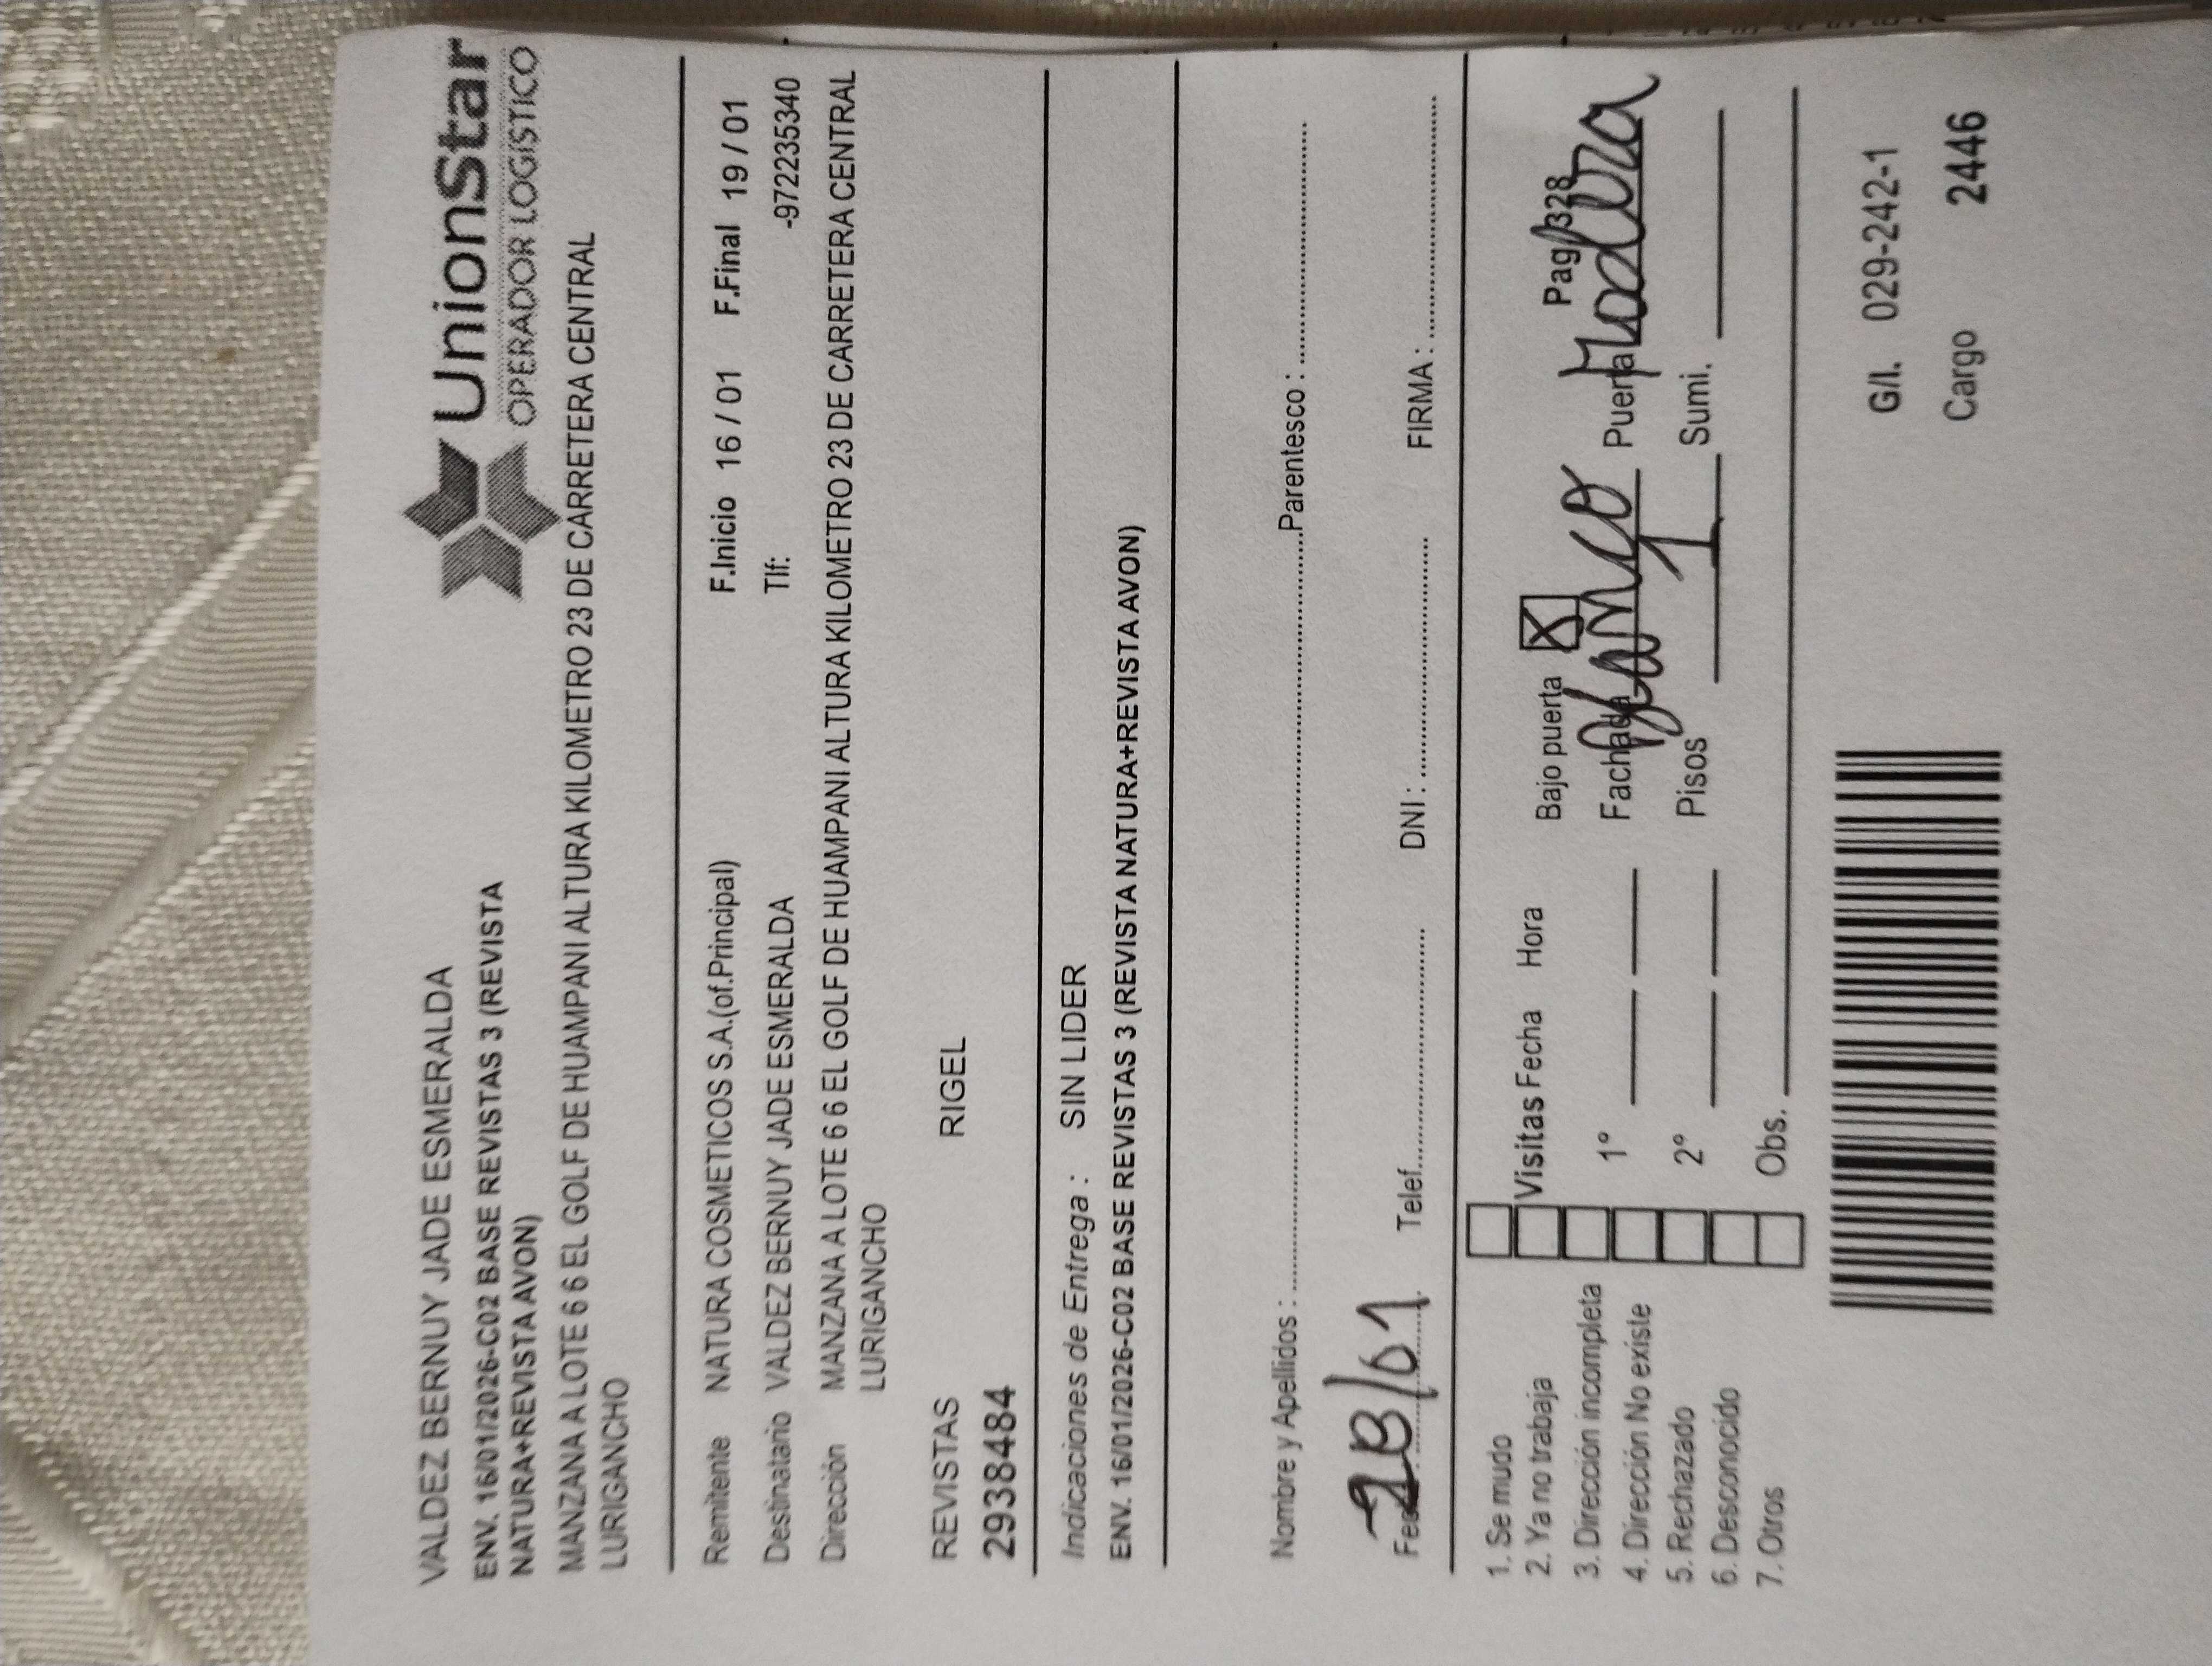 UnionStar
OPERADOR LOGÍSTICO
VALDEZ BERNUY JADE ESMERALDA
ENV. 16/01/2026-C02 BASE REVISTAS 3 (REVISTA
NATURA+REVISTA AVON)
MANZANA A LOTE 6 6 EL GOLF DE HUAMPANI ALTURA KILOMETRO 23 DE CARRETERA CENTRAL
LURIGANCHO
Remitente NATURA COSMETICOS S.A.(of.Principal) F.Inicio 16 / 01 F.Final 19 / 01
Destinatario VALDEZ BERNUY JADE ESMERALDA Tlf: -972235340
Dirección MANZANA A LOTE 6 6 EL GOLF DE HUAMPANI ALTURA KILOMETRO 23 DE CARRETERA CENTRAL
LURIGANCHO
REVISTAS RIGEL
2938484
Indicaciones de Entrega : SIN LIDER
ENV. 16/01/2026-C02 BASE REVISTAS 3 (REVISTA NATURA+REVISTA AVON)
Nombre y Apellidos : Parentesco :
Telef. DNI : FIRMA :
1. Se mudo
2. Ya no trabaja Visitas Fecha Hora Bajo puerta X Pag/328
3. Dirección incompleta 1° Fachada Blanco Puerta Madera
4. Dirección No existe
5. Rechazado 2° Pisos 1 Sumi.
6. Desconocido
7. Otros Obs.
G/l. 029-242-1
Cargo 2446